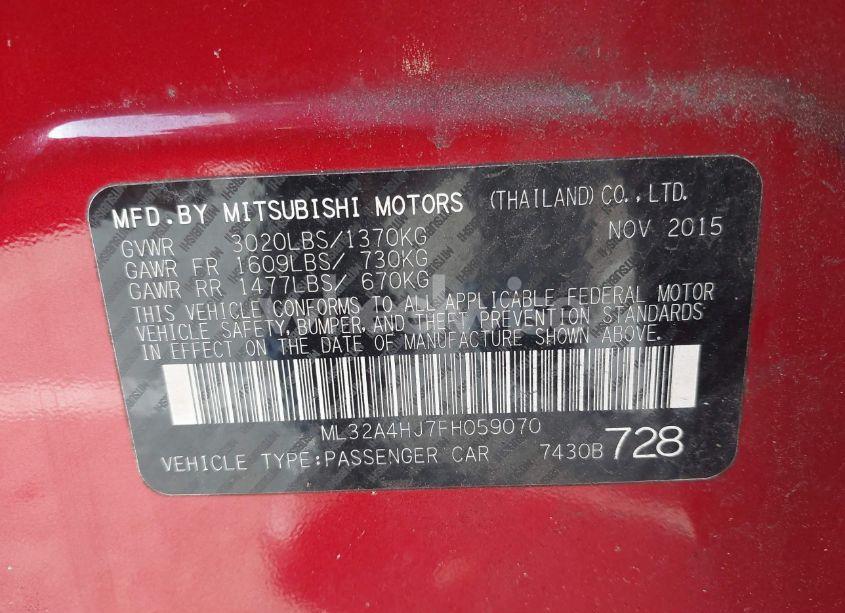 MFD.BY MITSUBISHI MOTORS (THAILAND) CO., LTD.
GVWR 3020LBS/1370KG NOV 2015
GAWR FR 1609LBS/ 730KG
GAWR RR 1477LBS/ 670KG
THIS VEHICLE CONFORMS TO ALL APPLICABLE FEDERAL MOTOR
VEHICLE SAFETY, BUMPER, AND THEFT PREVENTION STANDARDS
IN EFFECT ON THE DATE OF MANUFACTURE SHOWN ABOVE.
ML32A4HJ7FH059070
VEHICLE TYPE:PASSENGER CAR 7430B 728